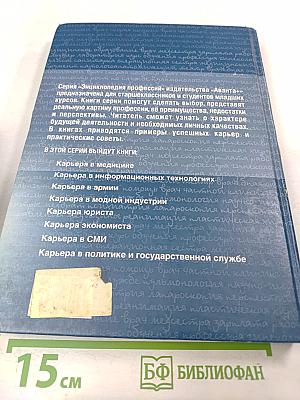 Серия «Энциклопедия профессий» издательства «Аванта+»
предназначена для старшеклассников и студентов младших
курсов. Книги серии помогут сделать выбор, представят
реальную картину профессии, её преимущества, недостатки
и перспективы. Читатель сможет узнать о характере
будущей деятельности и необходимых личных качествах.
В книгах приводятся примеры успешных карьер и
практические советы.
В ЭТОЙ СЕРИИ ВЫЙДУТ КНИГИ:
Карьера в медицине
Карьера в информационных технологиях
Карьера в армии
Карьера в модной индустрии
Карьера юриста
Карьера экономиста
Карьера в СМИ
Карьера в политике и государственной службе
15 см
БФ БИБЛИОФАН